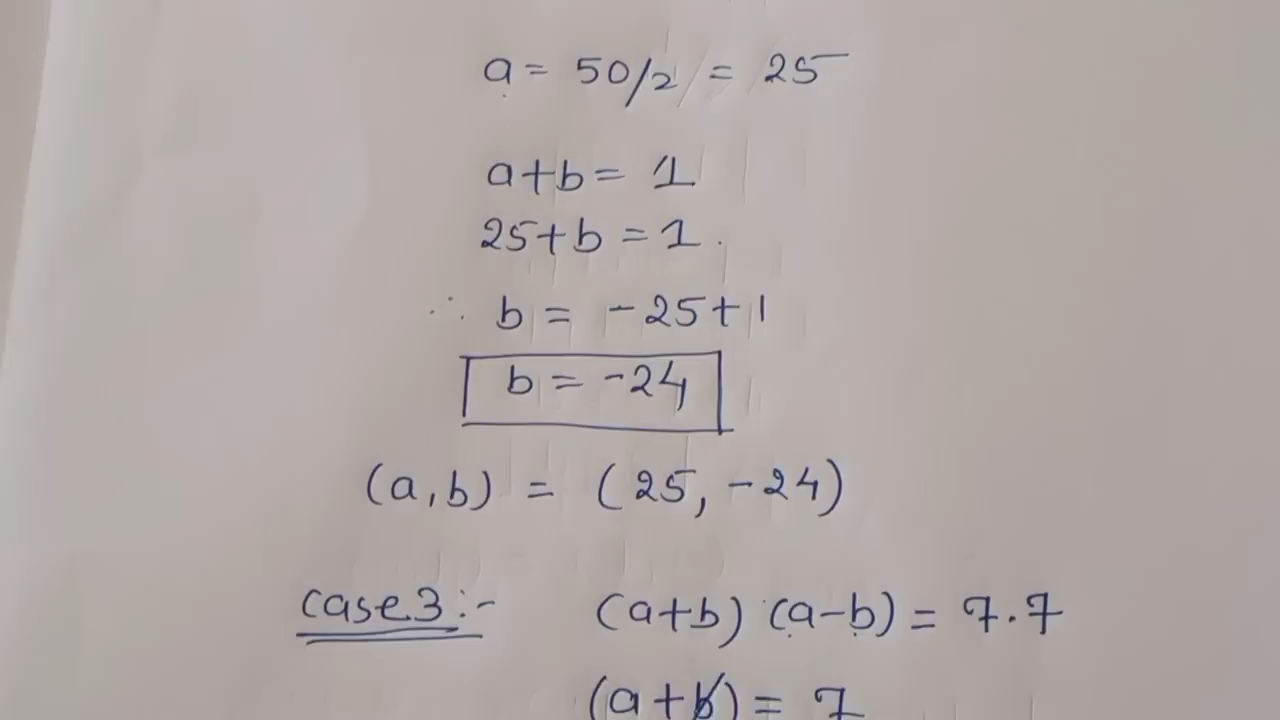 a = 50/2 = 25
a+b = 1
25+b = 1.
∴ b = -25+1
b = -24
(a,b) = (25, -24)
case3:- (a+b) (a-b) = 7.7
(a+b) = 7